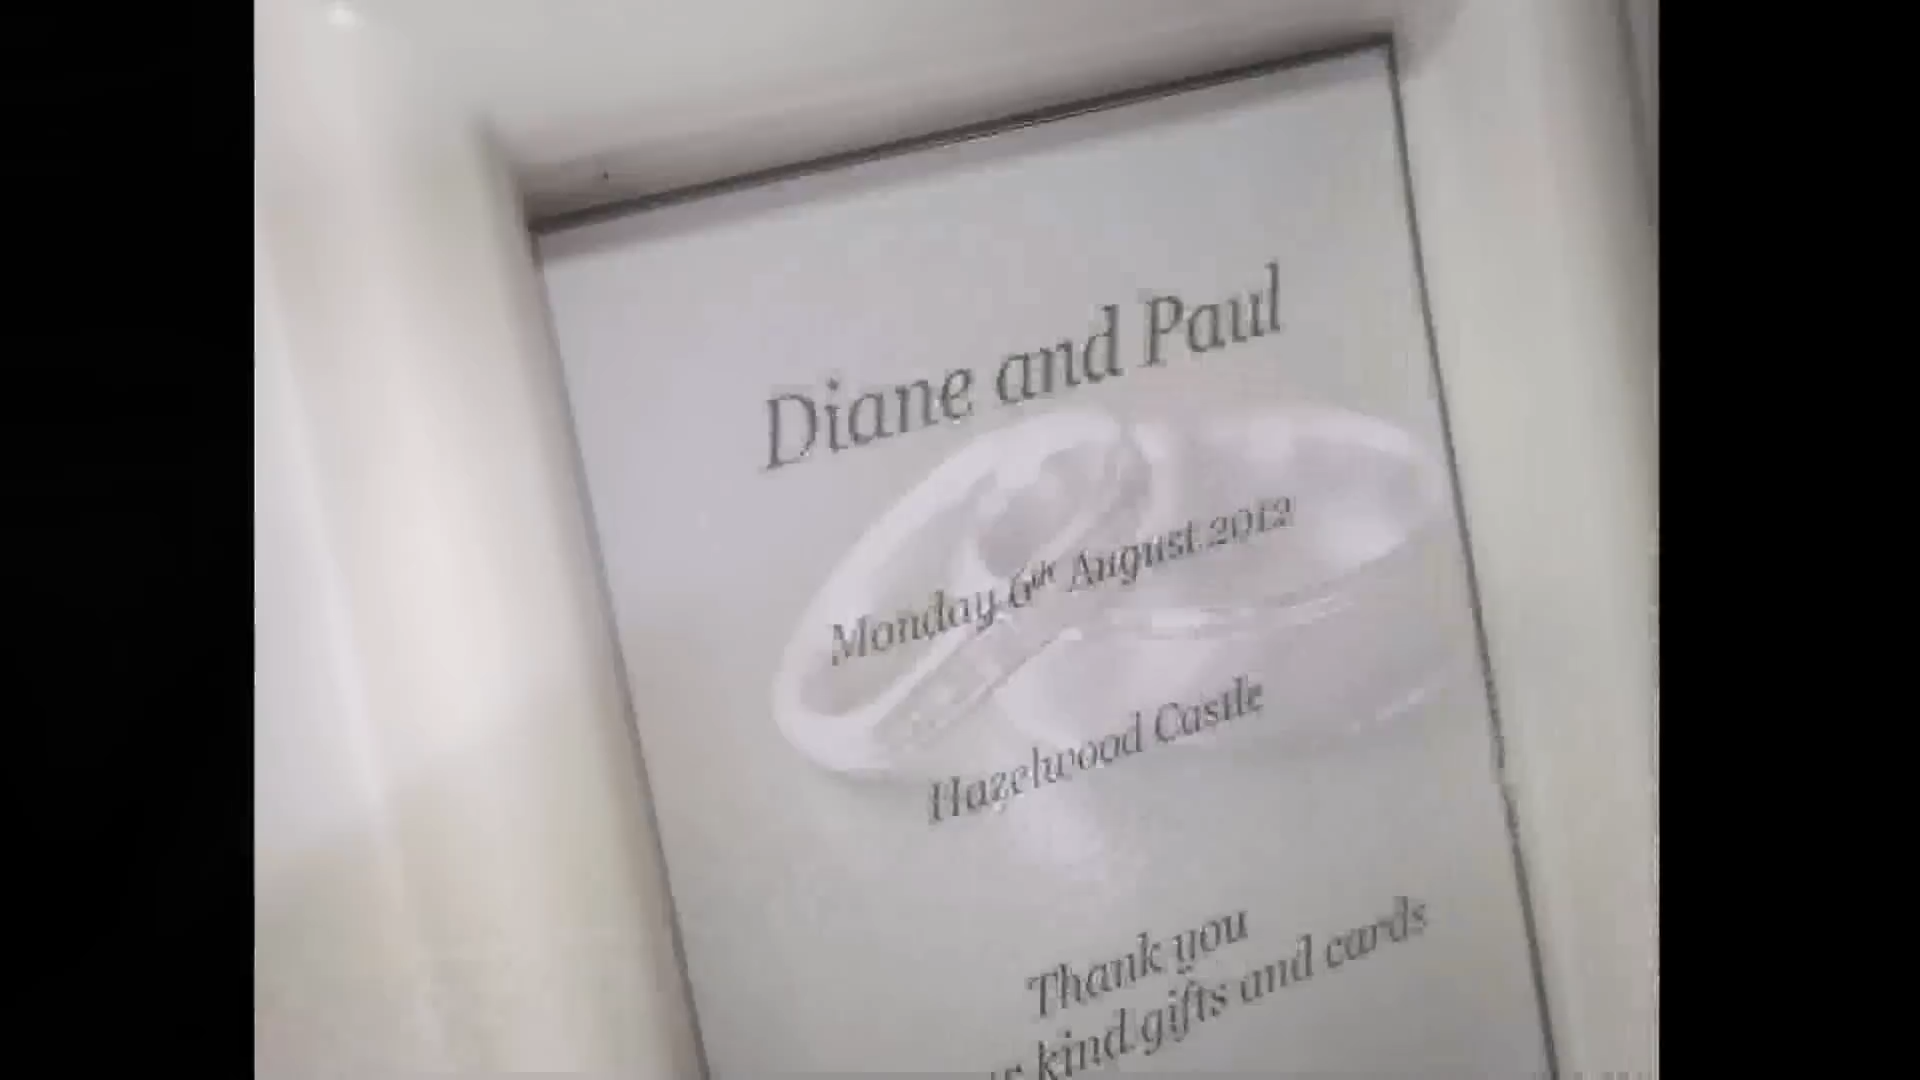 Diane and Paul
Monday 6th August 2012
Hazelwood Castle
Thank you
kind gifts and cards